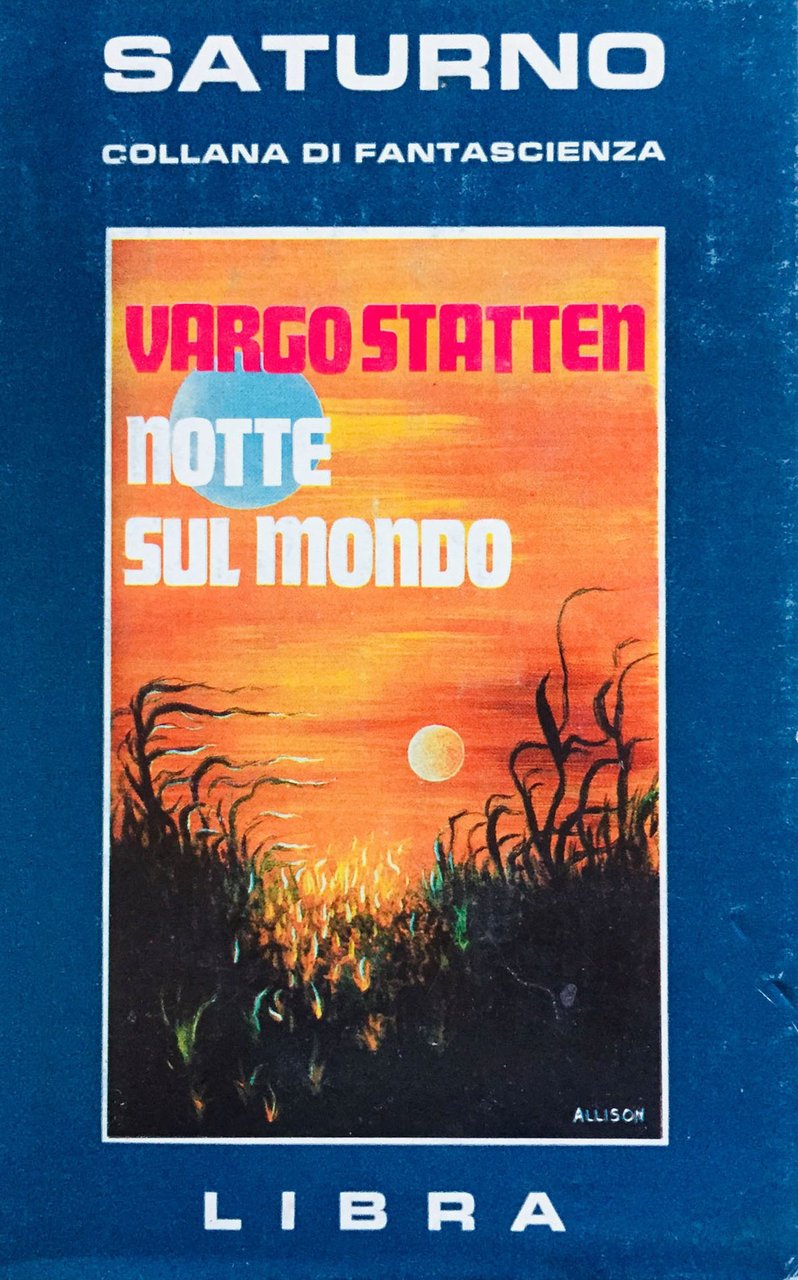 SATURNO
COLLANA DI FANTASCIENZA
VARGO STATTEN
NOTTE
SUL MONDO
ALLISON
LIBRA